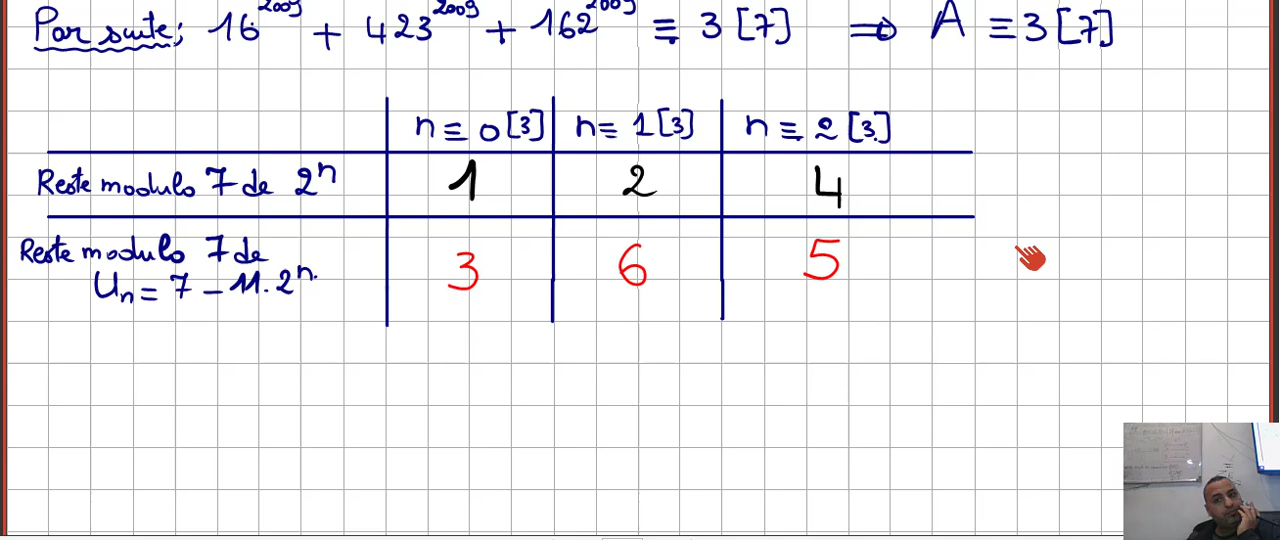 Par suite; 16^2009 + 423^2009 + 162^2009 ≡ 3 [7] ⇒ A ≡ 3 [7]
n ≡ 0 [3] n ≡ 1 [3] n ≡ 2 [3]
Reste modulo 7 de 2^n 1 2 4
Reste modulo 7 de
U_n = 7 - 11. 2^n. 3 6 5